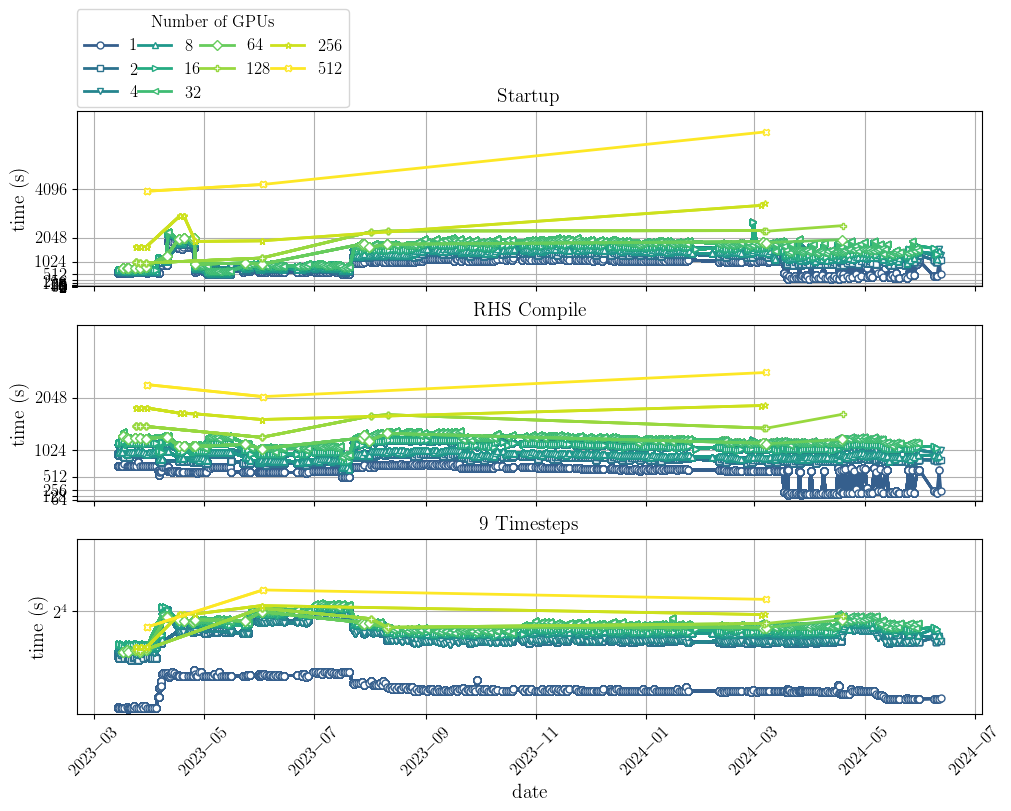 Number of GPUs
1 8 64 256
2 16 128 512
4 32
Startup
time (s)
4096
2048
1024
512
RHS Compile
time (s)
2048
1024
512
256
128
64
9 Timesteps
time (s)
2⁴
2023−03 2023−05 2023−07 2023−09 2023−11 2024−01 2024−03 2024−05 2024−07
date